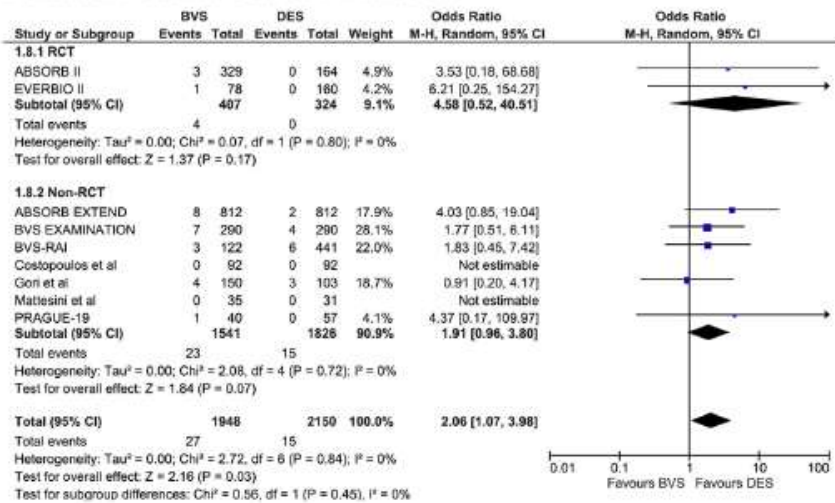 BVS DES Odds Ratio Odds Ratio
Study or Subgroup Events Total Events Total Weight M-H, Random, 95% CI M-H, Random, 95% CI
1.8.1 RCT
ABSORB II 3 329 0 164 4.9% 3.53 [0.18, 68.68]
EVERBIO II 1 78 0 160 4.2% 6.21 [0.25, 154.27]
Subtotal (95% CI) 407 324 9.1% 4.58 [0.52, 40.51]
Total events 4 0
Heterogeneity: Tau² = 0.00; Chi² = 0.07, df = 1 (P = 0.80); I² = 0%
Test for overall effect: Z = 1.37 (P = 0.17)
1.8.2 Non-RCT
ABSORB EXTEND 8 812 2 812 17.9% 4.03 [0.85, 19.04]
BVS EXAMINATION 7 290 4 290 28.1% 1.77 [0.51, 6.11]
BVS-RAI 3 122 6 441 22.0% 1.83 [0.45, 7.42]
Costopoulos et al 0 92 0 92 Not estimable
Gori et al 4 150 3 103 18.7% 0.91 [0.20, 4.17]
Mattesini et al 0 35 0 31 Not estimable
PRAGUE-19 1 40 0 57 4.1% 4.37 [0.17, 109.97]
Subtotal (95% CI) 1541 1826 90.9% 1.91 [0.96, 3.80]
Total events 23 15
Heterogeneity: Tau² = 0.00; Chi² = 2.08, df = 4 (P = 0.72); I² = 0%
Test for overall effect: Z = 1.84 (P = 0.07)
Total (95% CI) 1948 2150 100.0% 2.06 [1.07, 3.98]
Total events 27 15
Heterogeneity: Tau² = 0.00; Chi² = 2.72, df = 6 (P = 0.84); I² = 0%
Test for overall effect: Z = 2.16 (P = 0.03)
Test for subgroup differences: Chi² = 0.56, df = 1 (P = 0.45), I² = 0%
0.01 0.1 1 10 100
Favours BVS Favours DES